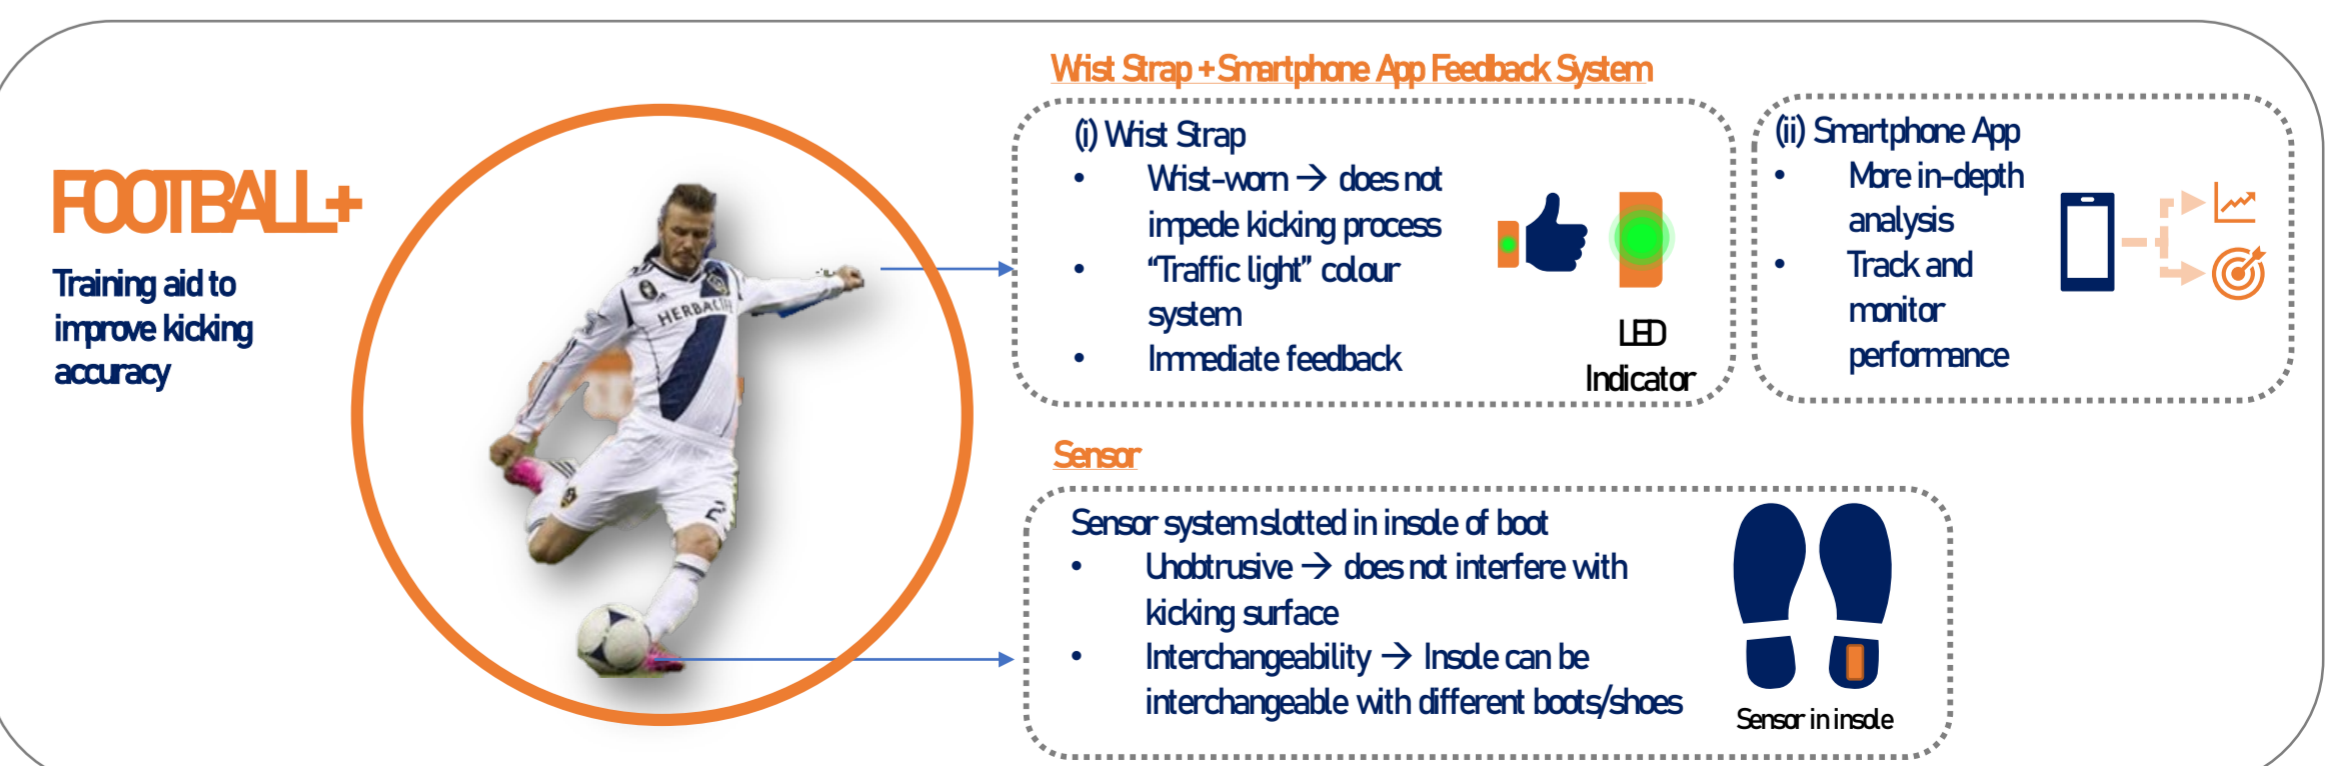 FOOTBALL+
Training aid to
improve kicking
accuracy
HERBALIFE
2
Wrist Strap + Smartphone App Feedback System
(i) Wrist Strap
• Wrist-worn → does not
impede kicking process
• “Traffic light” colour
system
• Immediate feedback
LED
Indicator
(ii) Smartphone App
• More in-depth
analysis
• Track and
monitor
performance
Sensor
Sensor system slotted in insole of boot
• Unobtrusive → does not interfere with
kicking surface
• Interchangeability → Insole can be
interchangeable with different boots/shoes
Sensor in insole